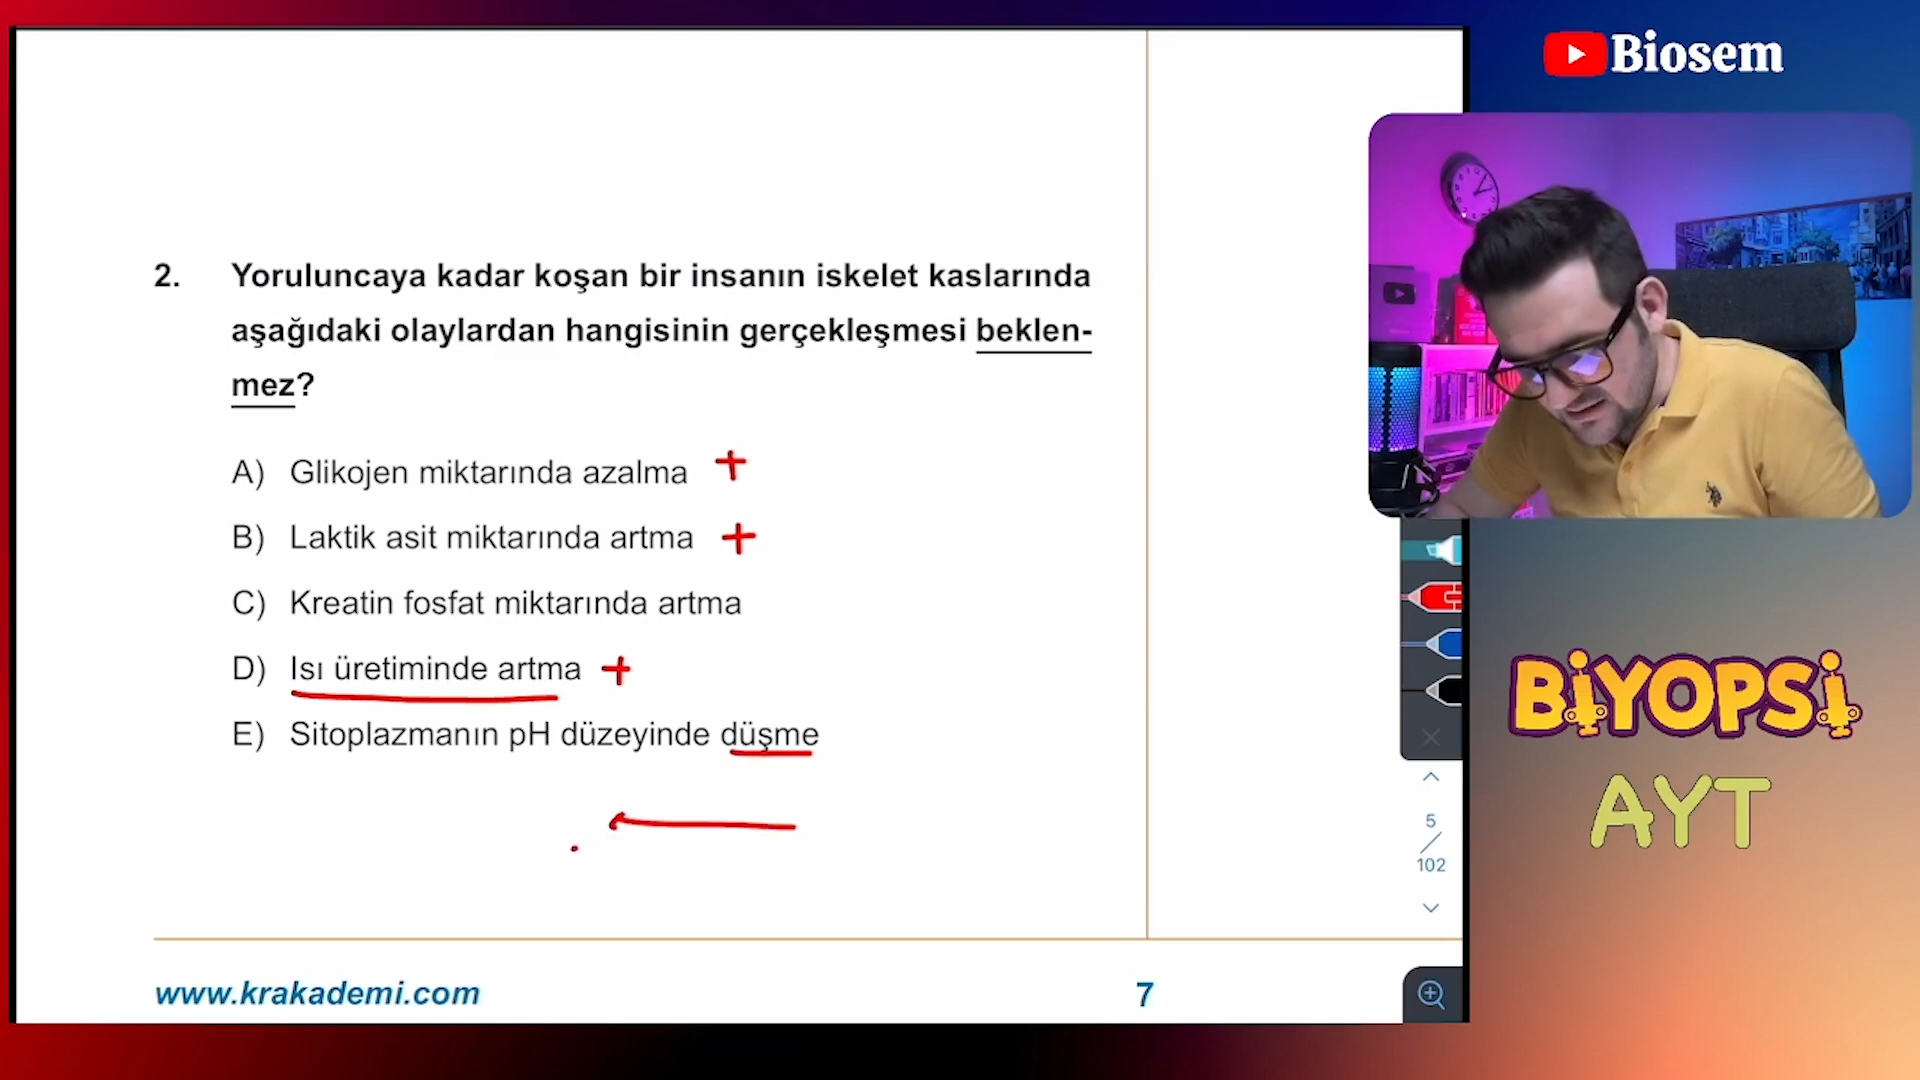 Biosem
2. Yoruluncaya kadar koşan bir insanın iskelet kaslarında
aşağıdaki olaylardan hangisinin gerçekleşmesi beklen-
mez?
A) Glikojen miktarında azalma +
B) Laktik asit miktarında artma +
C) Kreatin fosfat miktarında artma
D) Isı üretiminde artma +
E) Sitoplazmanın pH düzeyinde düşme
BİYOPSİ
AYT
5
102
www.krakademi.com
7